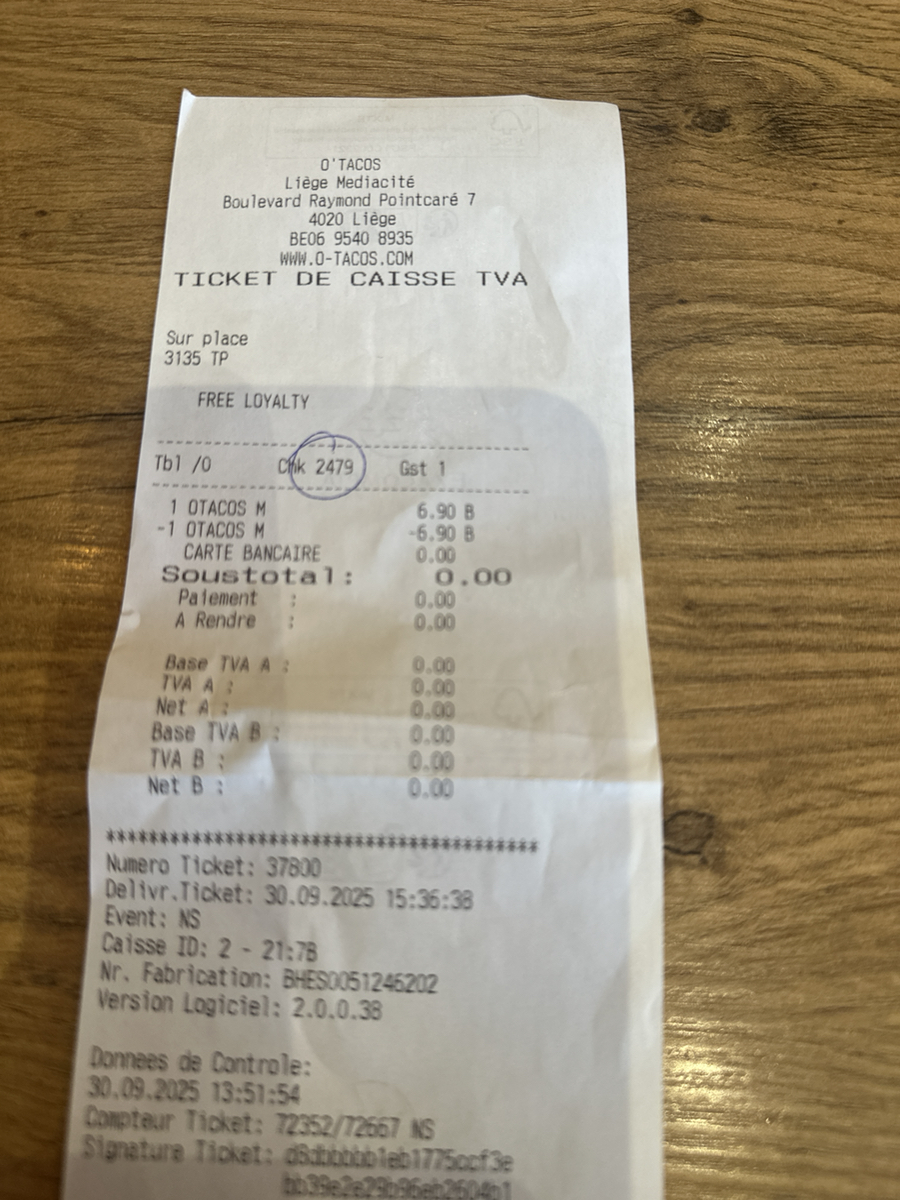 O'TACOS
Liège Mediacité
Boulevard Raymond Pointcaré 7
4020 Liège
BE06 9540 8935
WWW.O-TACOS.COM
TICKET DE CAISSE TVA
Sur place
3135 TP
FREE LOYALTY
Tbl /0 Chk 2479 Gst 1
1 OTACOS M 6.90 B
-1 OTACOS M -6.90 B
CARTE BANCAIRE 0.00
Soustotal: 0.00
Paiement : 0.00
A Rendre : 0.00
Base TVA A : 0.00
TVA A : 0.00
Net A : 0.00
Base TVA B : 0.00
TVA B : 0.00
Net B : 0.00
****************************************
Numero Ticket: 37800
Delivr.Ticket: 30.09.2025 15:36:38
Event: NS
Caisse ID: 2 - 21:7B
Nr. Fabrication: BHES0051246202
Version Logiciel: 2.0.0.38
Donnees de Controle:
30.09.2025 13:51:54
Compteur Ticket: 72352/72667 NS
Signature Ticket: